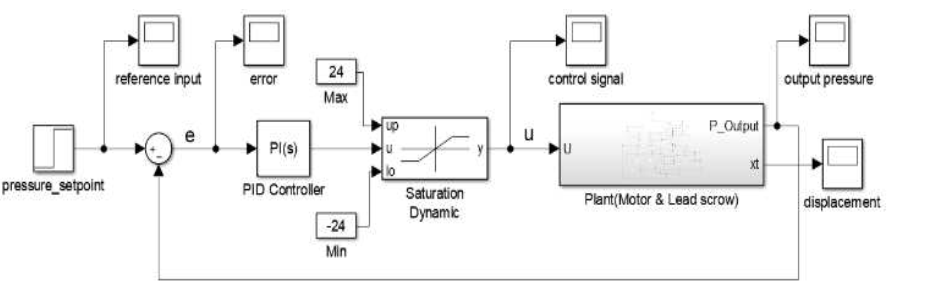 reference input
error
24
Max
control signal
output pressure
pressure_setpoint
+
-
e
PI(s)
PID Controller
up
u
lo
y
Saturation
Dynamic
-24
Min
u
U
P_Output
xt
Plant(Motor & Lead scrow)
displacement